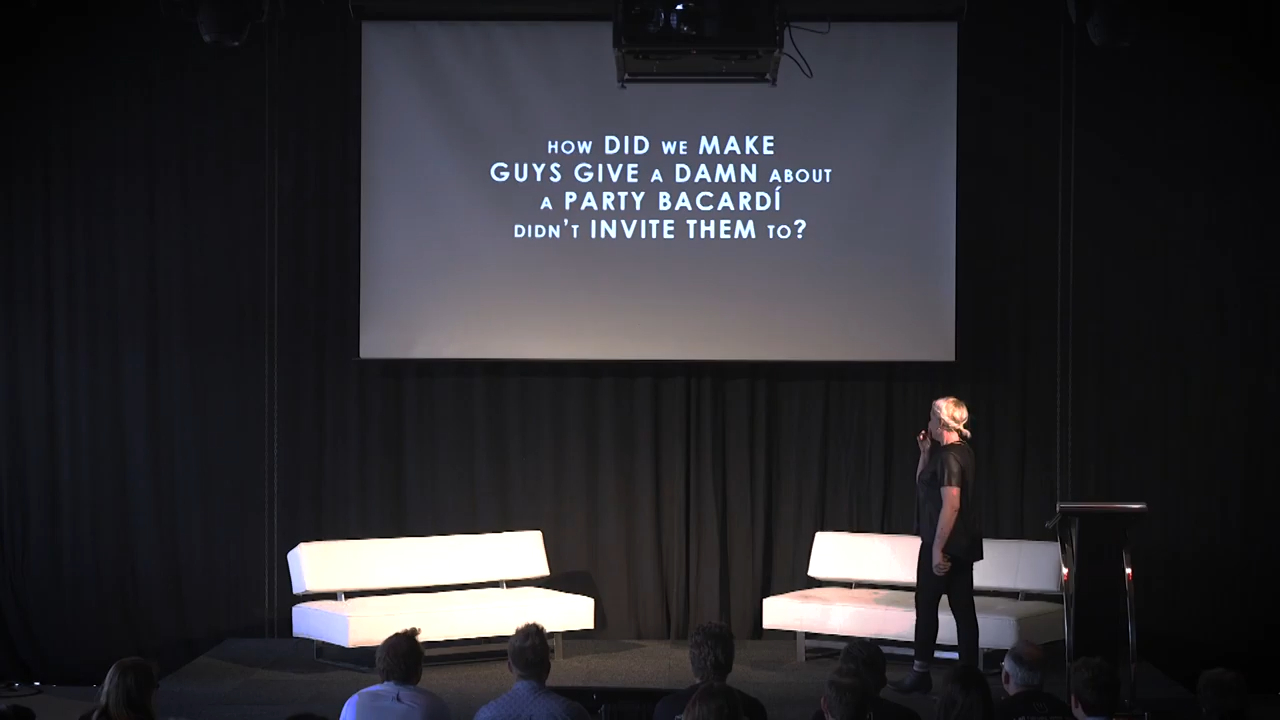 HOW DID WE MAKE
GUYS GIVE A DAMN ABOUT
A PARTY BACARDÍ
DIDN'T INVITE THEM TO?